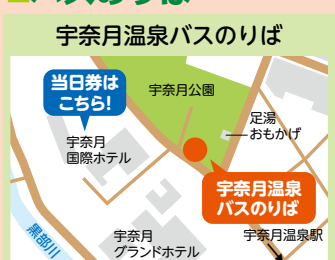 宇奈月温泉バスのりば
当日券は
こちら!
宇奈月公園
足湯
おもかげ
宇奈月
国際ホテル
宇奈月温泉
バスのりば
宇奈月温泉駅
黒部川
宇奈月
グランドホテル